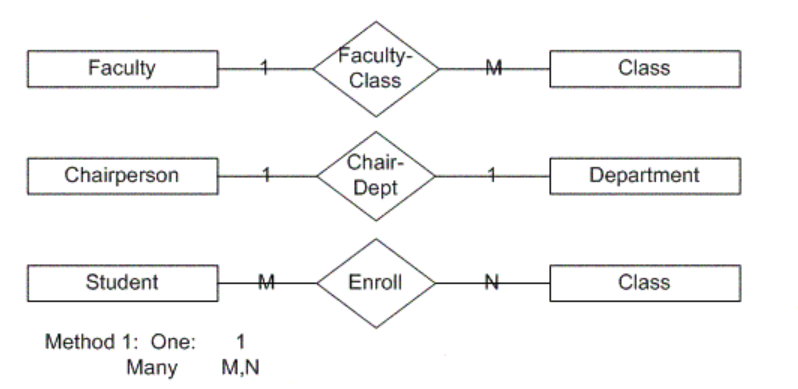 Faculty 1 Faculty- M Class
Class
Chairperson 1 Chair- 1 Department
Dept
Student M Enroll N Class
Method 1: One: 1
Many M,N